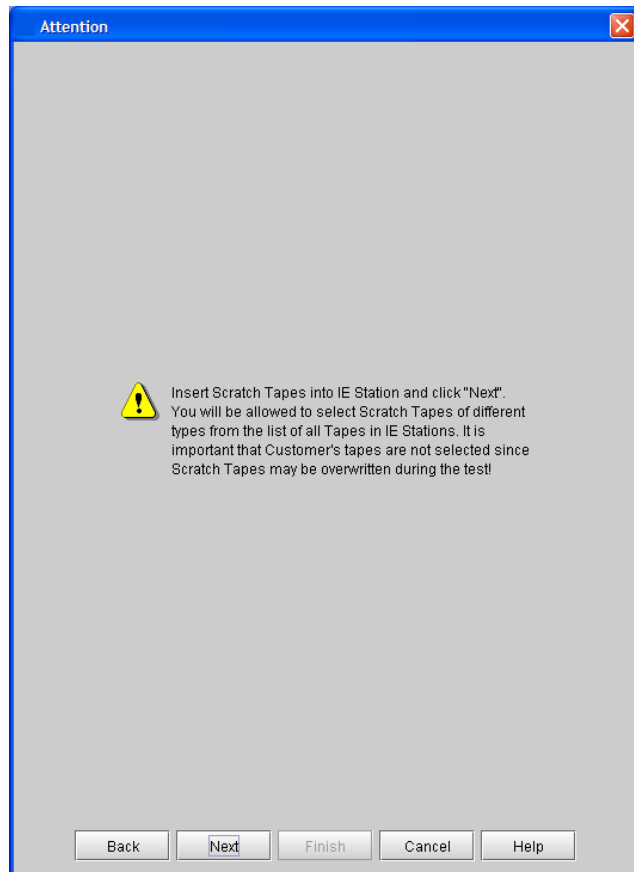 Attention
Insert Scratch Tapes into IE Station and click "Next".
You will be allowed to select Scratch Tapes of different
types from the list of all Tapes in IE Stations. It is
important that Customer's tapes are not selected since
Scratch Tapes may be overwritten during the test!
Back Next Finish Cancel Help